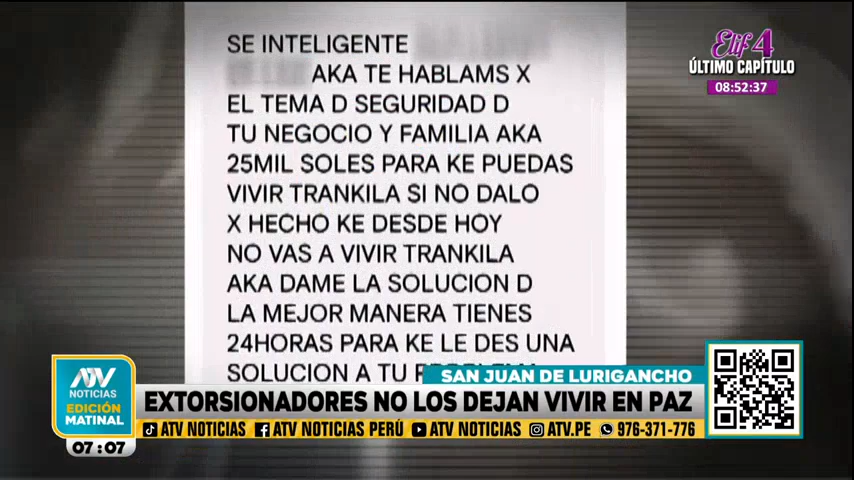 SE INTELIGENTE
AKA TE HABLAMS X
EL TEMA D SEGURIDAD D
TU NEGOCIO Y FAMILIA AKA
25MIL SOLES PARA KE PUEDAS
VIVIR TRANKILA SI NO DALO
X HECHO KE DESDE HOY
NO VAS A VIVIR TRANKILA
AKA DAME LA SOLUCION D
LA MEJOR MANERA TIENES
24HORAS PARA KE LE DES UNA
SOLUCION A TU
Elif 4
ÚLTIMO CAPÍTULO
08:52:37
SAN JUAN DE LURIGANCHO
EXTORSIONADORES NO LOS DEJAN VIVIR EN PAZ
ATV NOTICIAS ATV NOTICIAS PERÚ ATV NOTICIAS ATV.PE 976-371-776
ATV
NOTICIAS
EDICIÓN
MATINAL
07:07